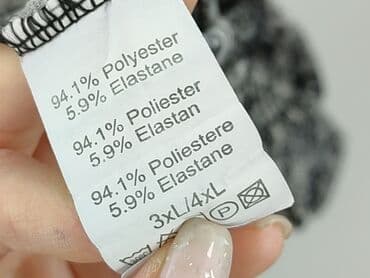 94.1% Polyester
5.9% Elastane
94.1% Poliester
5.9% Elastan
94.1% Poliestere
5.9% Elastane
3xL/4xL
P